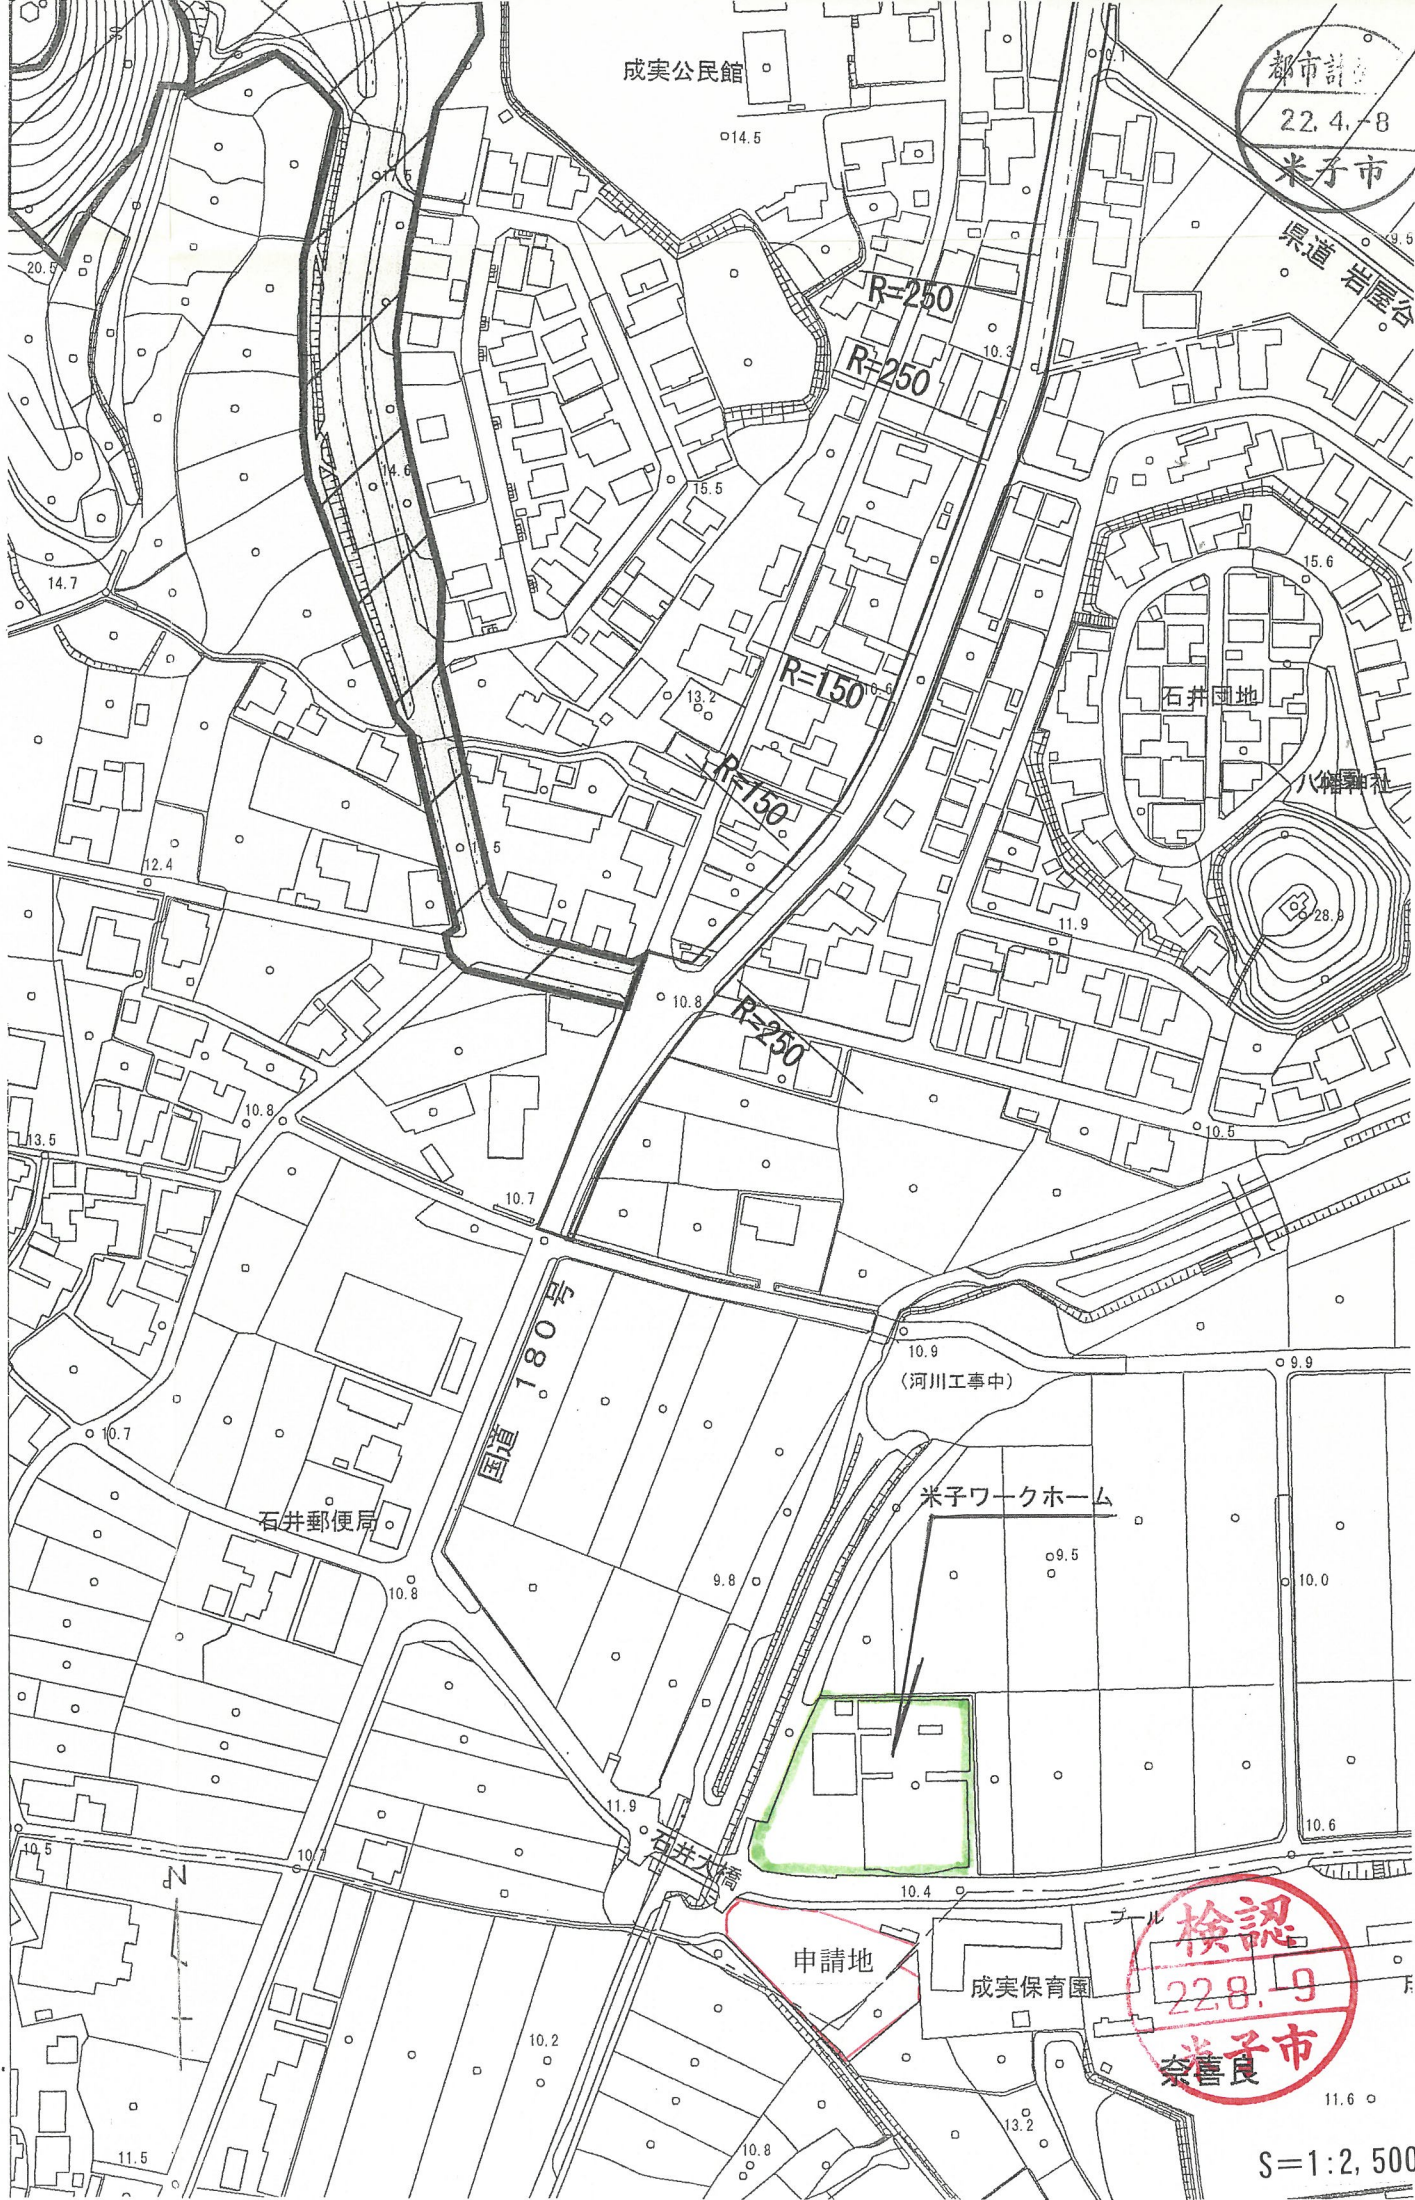 成実公民館
14.5
都市計
22.4.-8
米子市
県道 岩屋谷
9.5
17.5
20.5
R=250
R=250
10.3
14.6
15.5
14.7
15.6
石井団地
R=150
13.2
R=150
八幡神社
12.4
28.9
11.9
10.8
R=250
10.8
10.5
13.5
10.7
国道 180号
10.9
(河川工事中)
9.9
10.7
米子ワークホーム
石井郵便局
9.5
9.8
10.0
10.8
11.9
石井大橋
10.6
10.5
10.7
10.4
N
プール
検認
22.8.-9
米子市
申請地
成実保育園
奈喜良
10.2
11.6
13.2
10.8
11.5
S=1:2,500